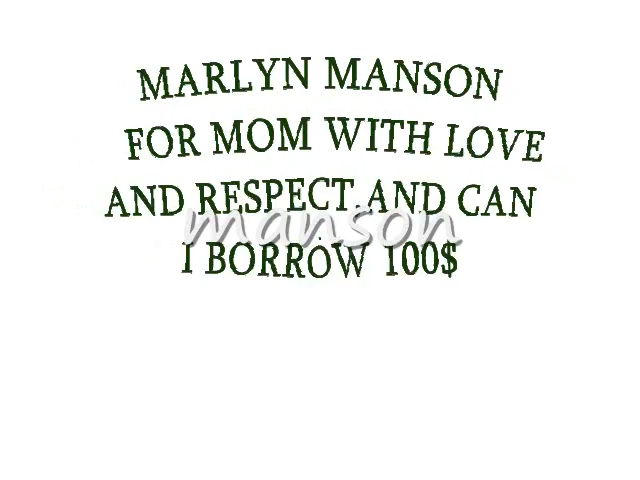 MARLYN MANSON
FOR MOM WITH LOVE
AND RESPECT. AND CAN
manson
I BORROW 100$